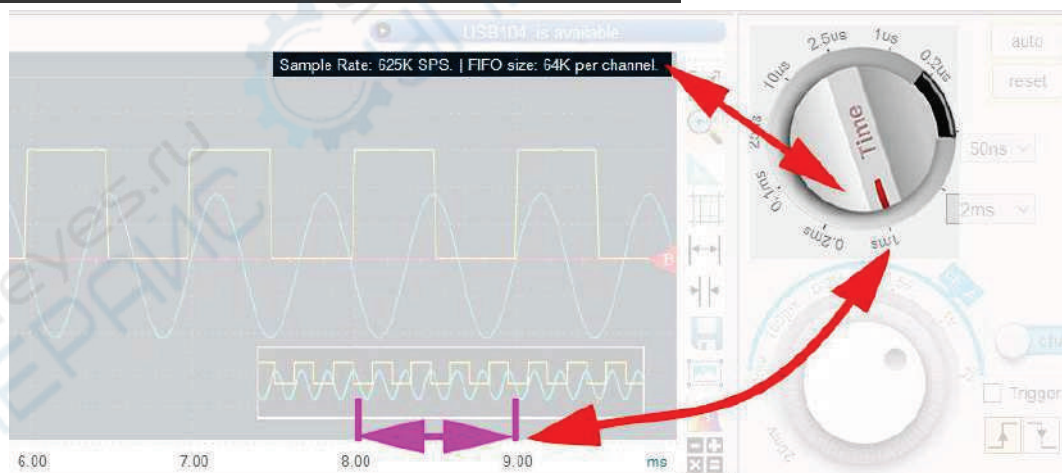 USB104 is available
Sample Rate: 625K SPS. | FIFO size: 64K per channel.
2.5us
1us
0.2us
10us
0.1ms
0.2ms
1ms
Time
auto
reset
50ns
2ms
B
Trigger
20mV
6.00
7.00
8.00
9.00
ms